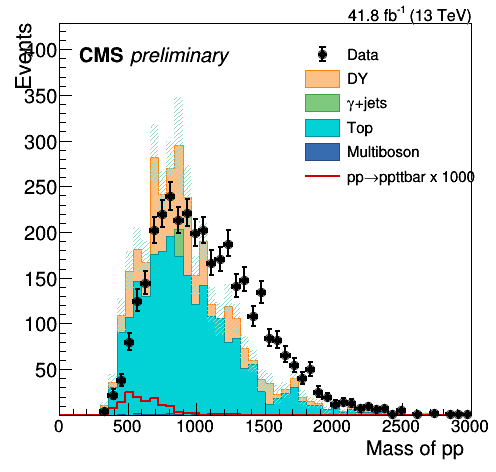 41.8 fb⁻¹ (13 TeV)
Events
CMS preliminary
Data
DY
γ+jets
Top
Multiboson
pp→ppttbar x 1000
400
350
300
250
200
150
100
50
0 500 1000 1500 2000 2500 3000
Mass of pp